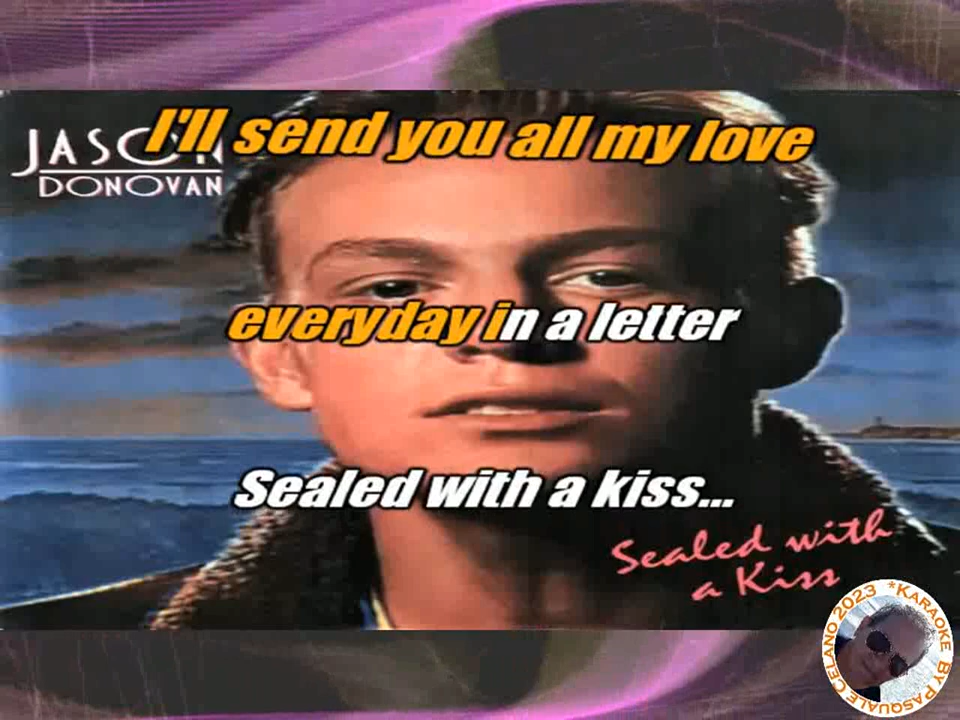 I'll send you all my love
JASON
DONOVAN
everyday in a letter
Sealed with a kiss...
Sealed with
a Kiss
PASQUALE CELANO 2023 *KARAOKE BY